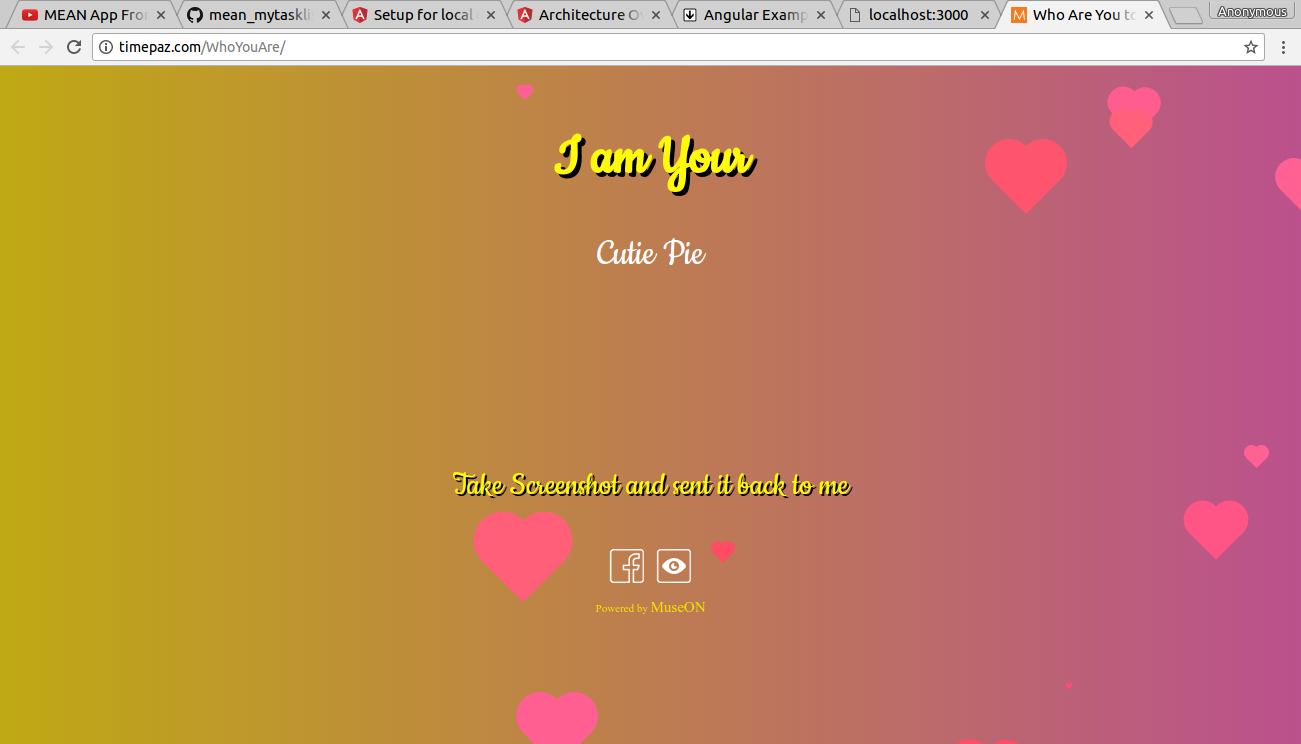 MEAN App Fro
mean_mytaskli
Setup for local
Architecture O
Angular Examp
localhost:3000
Who Are You to
Anonymous
timepaz.com/WhoYouAre/
I am Your
Cutie Pie
Take Screenshot and sent it back to me
Powered by MuseON